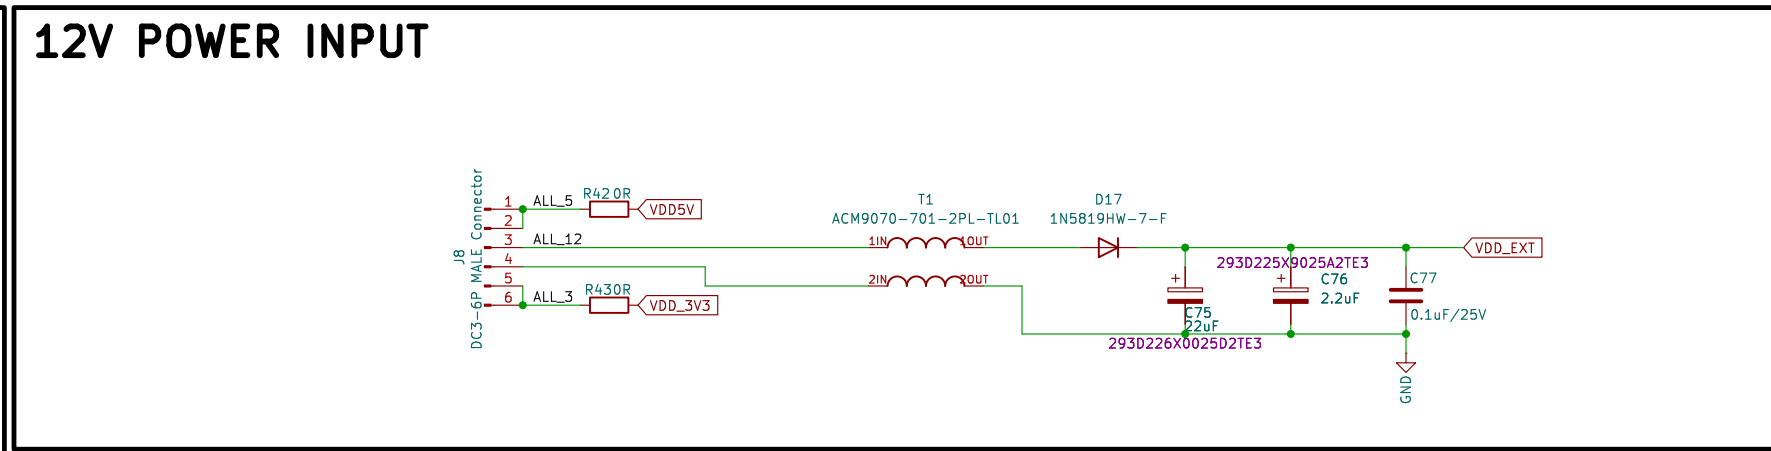 12V POWER INPUT
J8
DC3-6P MALE Connector
1
2
3
4
5
6
ALL_5
R42 0R
VDD5V
ALL_12
ALL_3
R43 0R
VDD_3V3
T1
ACM9070-701-2PL-TL01
1IN
1OUT
2IN
2OUT
D17
1N5819HW-7-F
+
C75
22uF
293D226X0025D2TE3
293D225X9025A2TE3
+
C76
2.2uF
C77
0.1uF/25V
VDD_EXT
GND